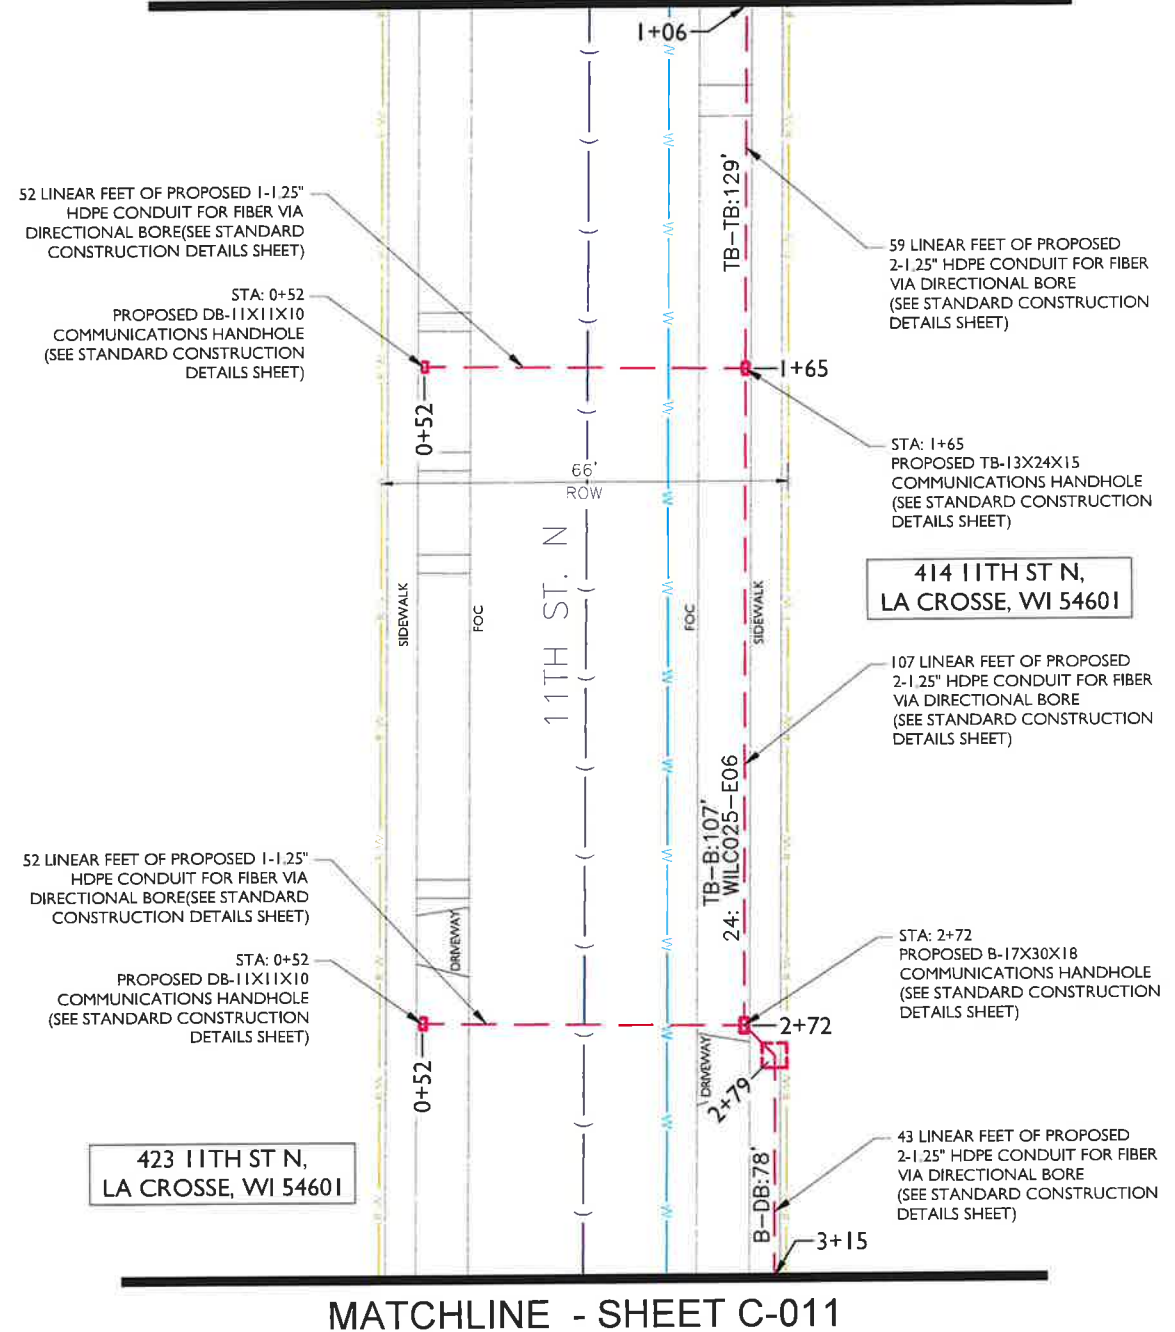 1+06
TB-TB:129'
52 LINEAR FEET OF PROPOSED 1-1.25"
HDPE CONDUIT FOR FIBER VIA
DIRECTIONAL BORE(SEE STANDARD
CONSTRUCTION DETAILS SHEET)
59 LINEAR FEET OF PROPOSED
2-1.25" HDPE CONDUIT FOR FIBER
VIA DIRECTIONAL BORE
(SEE STANDARD CONSTRUCTION
DETAILS SHEET)
STA: 0+52
PROPOSED DB-11X11X10
COMMUNICATIONS HANDHOLE
(SEE STANDARD CONSTRUCTION
DETAILS SHEET)
1+65
0+52
STA: 1+65
PROPOSED TB-13X24X15
COMMUNICATIONS HANDHOLE
(SEE STANDARD CONSTRUCTION
DETAILS SHEET)
66'
ROW
11TH ST. N
SIDEWALK
FOC
FOC
SIDEWALK
414 11TH ST N,
LA CROSSE, WI 54601
107 LINEAR FEET OF PROPOSED
2-1.25" HDPE CONDUIT FOR FIBER
VIA DIRECTIONAL BORE
(SEE STANDARD CONSTRUCTION
DETAILS SHEET)
TB-B:107'
24: WILC025-E06
52 LINEAR FEET OF PROPOSED 1-1.25"
HDPE CONDUIT FOR FIBER VIA
DIRECTIONAL BORE(SEE STANDARD
CONSTRUCTION DETAILS SHEET)
DRIVEWAY
STA: 0+52
PROPOSED DB-11X11X10
COMMUNICATIONS HANDHOLE
(SEE STANDARD CONSTRUCTION
DETAILS SHEET)
STA: 2+72
PROPOSED B-17X30X18
COMMUNICATIONS HANDHOLE
(SEE STANDARD CONSTRUCTION
DETAILS SHEET)
2+72
0+52
DRIVEWAY
2+79
423 11TH ST N,
LA CROSSE, WI 54601
43 LINEAR FEET OF PROPOSED
2-1.25" HDPE CONDUIT FOR FIBER
VIA DIRECTIONAL BORE
(SEE STANDARD CONSTRUCTION
DETAILS SHEET)
B-DB:78'
3+15
MATCHLINE - SHEET C-011